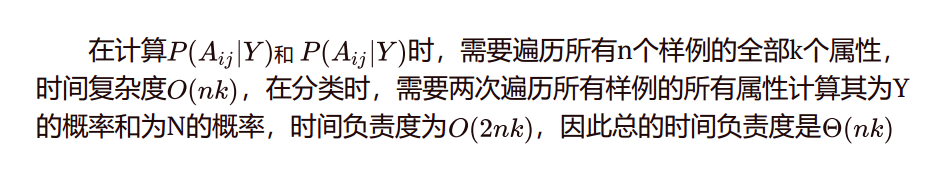 在计算P(A_{ij}|Y)和 P(A_{ij}|Y)时，需要遍历所有n个样例的全部k个属性，
时间复杂度O(nk)，在分类时，需要两次遍历所有样例的所有属性计算其为Y
的概率和为N的概率，时间负责度为O(2nk)，因此总的时间负责度是Θ(nk)